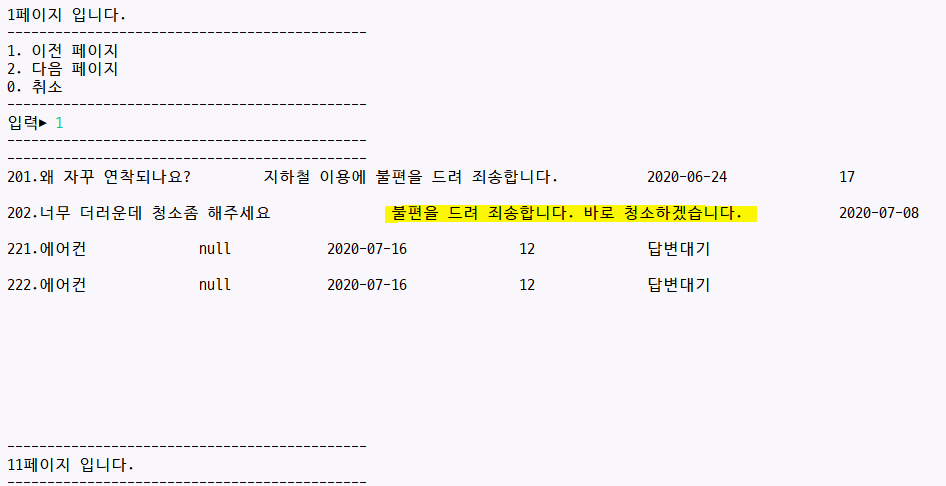 1페이지 입니다.
---------------------------------------------
1. 이전 페이지
2. 다음 페이지
0. 취소
---------------------------------------------
입력▶ 1
---------------------------------------------
---------------------------------------------
201.왜 자꾸 연착되나요? 지하철 이용에 불편을 드려 죄송합니다. 2020-06-24 17
202.너무 더러운데 청소좀 해주세요 불편을 드려 죄송합니다. 바로 청소하겠습니다. 2020-07-08
221.에어컨 null 2020-07-16 12 답변대기
222.에어컨 null 2020-07-16 12 답변대기
---------------------------------------------
11페이지 입니다.
---------------------------------------------